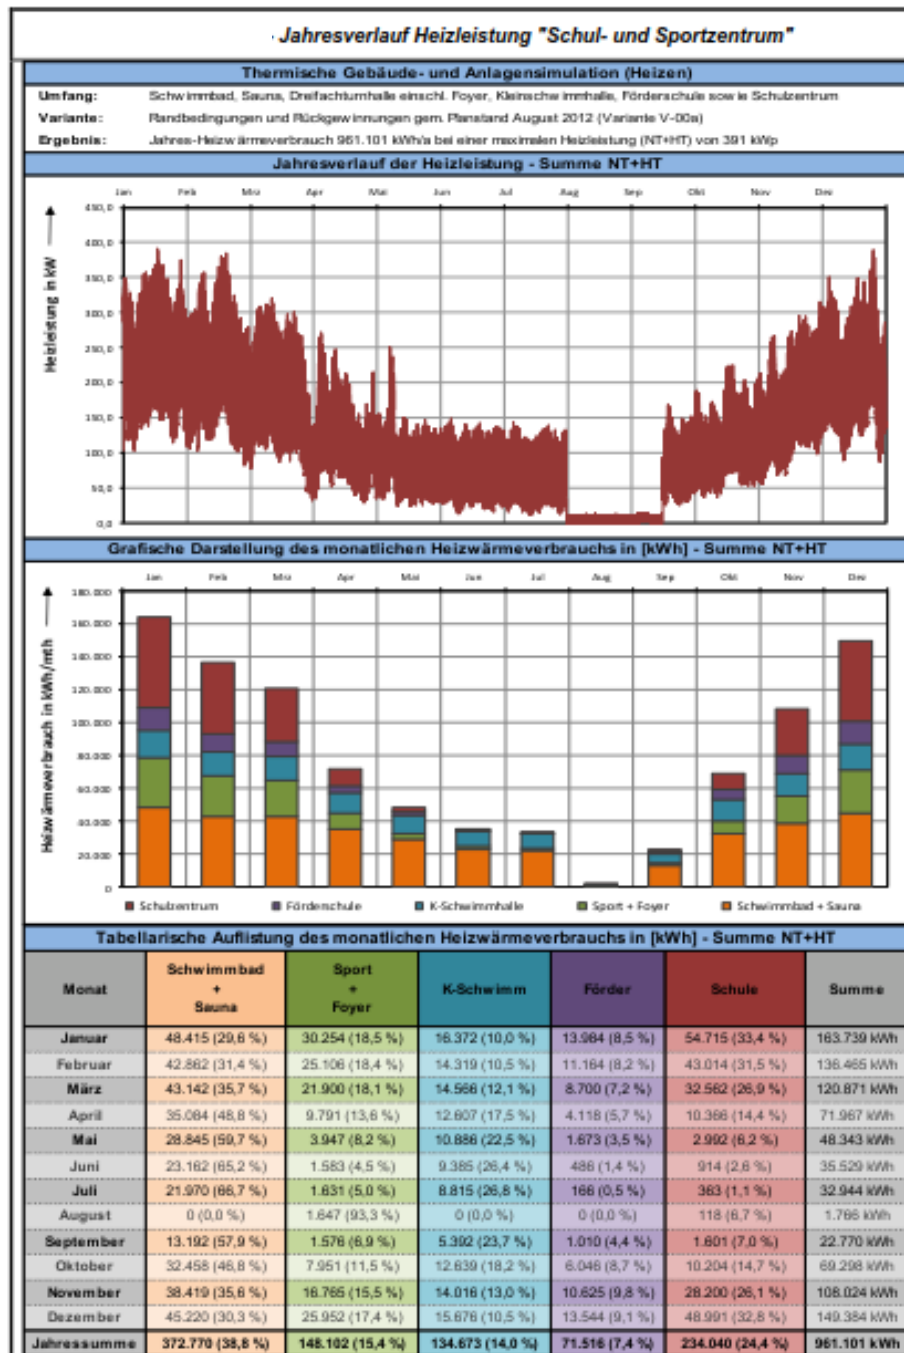 Jahresverlauf Heizleistung "Schul- und Sportzentrum"
Thermische Gebäude- und Anlagensimulation (Heizen)
Umfang: Schwimmbad, Sauna, Dreifachturnhalle einschl. Foyer, Kleinschwimmhalle, Förderschule sowie Schulzentrum
Variante: Randbedingungen und Rückgewinnungen gem. Planstand August 2012 (Variante V-00a)
Ergebnis: Jahres-Heizwärmeverbrauch 961.101 kWh/a bei einer maximalen Heizleistung (NT+HT) von 391 kWp
Jahresverlauf der Heizleistung - Summe NT+HT
Jan Feb Mrz Apr Mai Jun Jul Aug Sep Okt Nov Dez
Heizleistung in kW
450,0
400,0
350,0
300,0
250,0
200,0
150,0
100,0
50,0
0,0
Grafische Darstellung des monatlichen Heizwärmeverbrauchs in [kWh] - Summe NT+HT
Jan Feb Mrz Apr Mai Jun Jul Aug Sep Okt Nov Dez
Heizwärmeverbrauch in kWh/mth
180.000
160.000
140.000
120.000
100.000
80.000
60.000
40.000
20.000
0
Schulzentrum Förderschule K-Schwimmhalle Sport + Foyer Schwimmbad + Sauna
Tabellarische Auflistung des monatlichen Heizwärmeverbrauchs in [kWh] - Summe NT+HT
Monat Schwimmbad + Sauna Sport + Foyer K-Schwimm Förder Schule Summe
Januar 48.415 (29,6 %) 30.254 (18,5 %) 16.372 (10,0 %) 13.984 (8,5 %) 54.715 (33,4 %) 163.739 kWh
Februar 42.862 (31,4 %) 25.106 (18,4 %) 14.319 (10,5 %) 11.164 (8,2 %) 43.014 (31,5 %) 136.465 kWh
März 43.142 (35,7 %) 21.900 (18,1 %) 14.566 (12,1 %) 8.700 (7,2 %) 32.562 (26,9 %) 120.871 kWh
April 35.084 (48,8 %) 9.791 (13,6 %) 12.607 (17,5 %) 4.118 (5,7 %) 10.366 (14,4 %) 71.967 kWh
Mai 28.845 (59,7 %) 3.947 (8,2 %) 10.886 (22,5 %) 1.673 (3,5 %) 2.992 (6,2 %) 48.343 kWh
Juni 23.162 (65,2 %) 1.583 (4,5 %) 9.385 (26,4 %) 486 (1,4 %) 914 (2,6 %) 35.529 kWh
Juli 21.970 (66,7 %) 1.631 (5,0 %) 8.815 (26,8 %) 166 (0,5 %) 363 (1,1 %) 32.944 kWh
August 0 (0,0 %) 1.647 (93,3 %) 0 (0,0 %) 0 (0,0 %) 118 (6,7 %) 1.766 kWh
September 13.192 (57,9 %) 1.576 (6,9 %) 5.392 (23,7 %) 1.010 (4,4 %) 1.601 (7,0 %) 22.770 kWh
Oktober 32.458 (46,8 %) 7.951 (11,5 %) 12.639 (18,2 %) 6.046 (8,7 %) 10.204 (14,7 %) 69.298 kWh
November 38.419 (35,6 %) 16.765 (15,5 %) 14.016 (13,0 %) 10.625 (9,8 %) 28.200 (26,1 %) 108.024 kWh
Dezember 45.220 (30,3 %) 25.952 (17,4 %) 15.676 (10,5 %) 13.544 (9,1 %) 48.991 (32,8 %) 149.384 kWh
Jahressumme 372.770 (38,8 %) 148.102 (15,4 %) 134.673 (14,0 %) 71.516 (7,4 %) 234.040 (24,4 %) 961.101 kWh